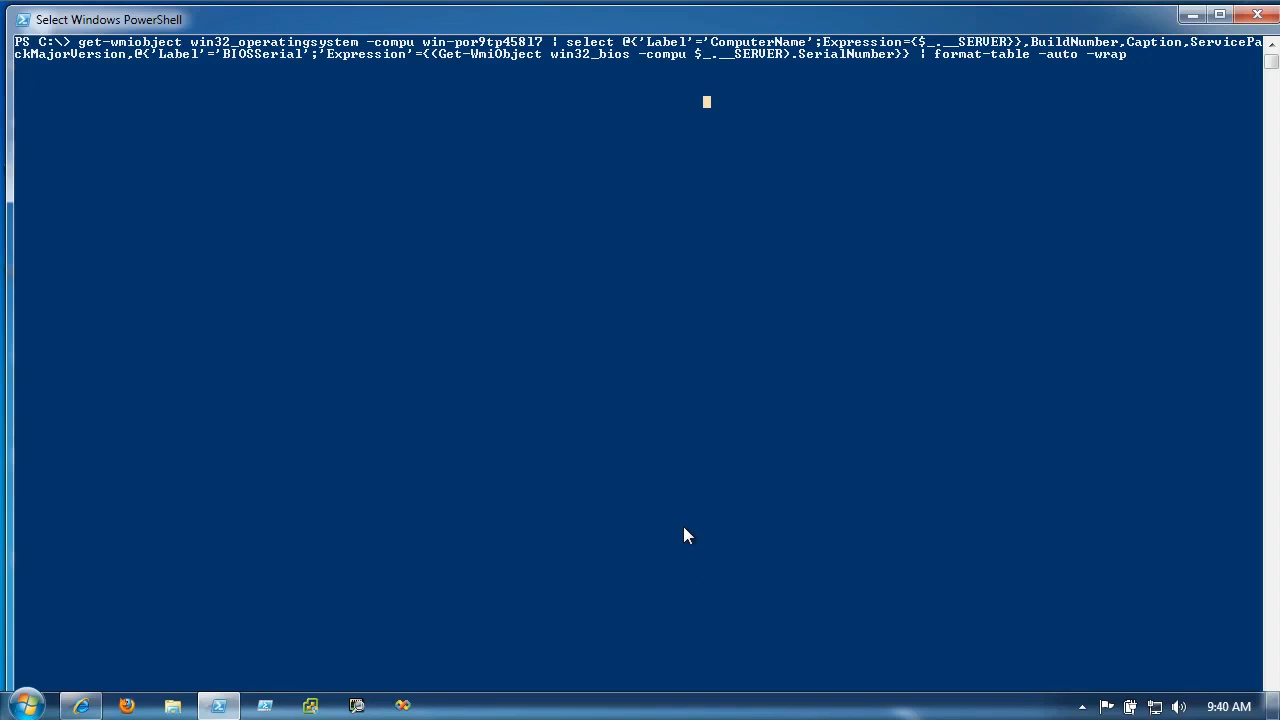 Select Windows PowerShell
PS C:\> get-wmiobject win32_operatingsystem -compu win-por9tp458l7 | select @{'Label'='ComputerName';Expression={$_.__SERVER}},BuildNumber,Caption,ServicePa
ckMajorVersion,@{'Label'='BIOSSerial';'Expression'={(Get-WmiObject win32_bios -compu $_.__SERVER).SerialNumber}} | format-table -auto -wrap
9:40 AM